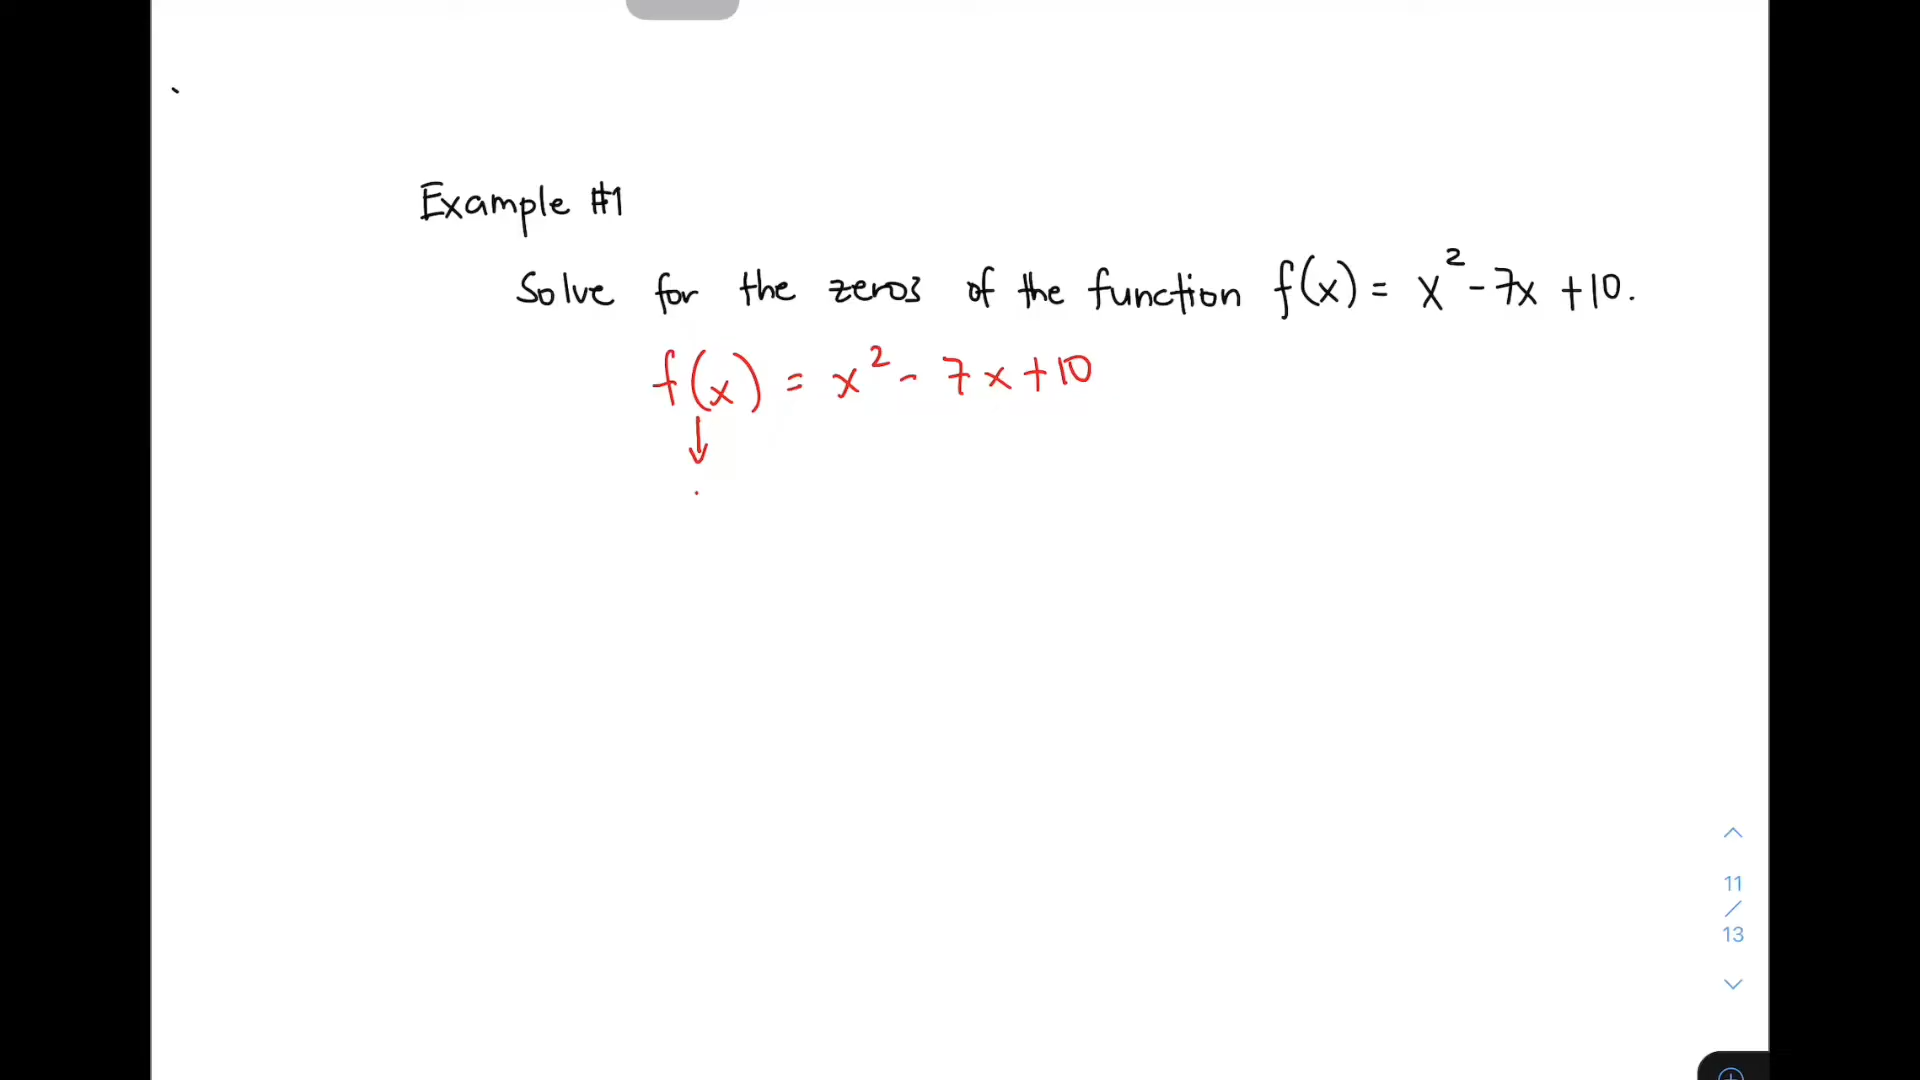 Example #1
Solve for the zeros of the function f(x) = x² - 7x + 10.
f(x) = x² - 7x + 10
↓
11
/
13